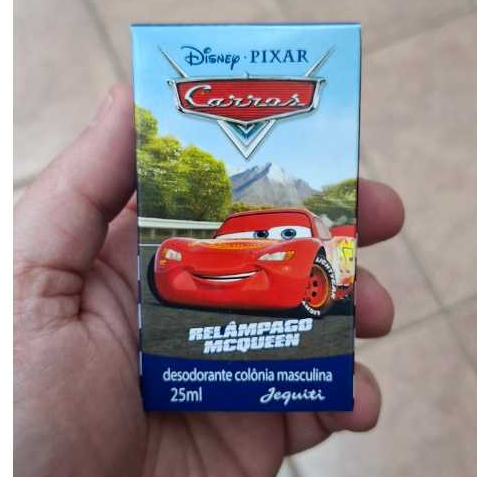 Disney · PIXAR
Carros
RELÂMPAGO
MCQUEEN
desodorante colônia masculina
25ml Jequiti